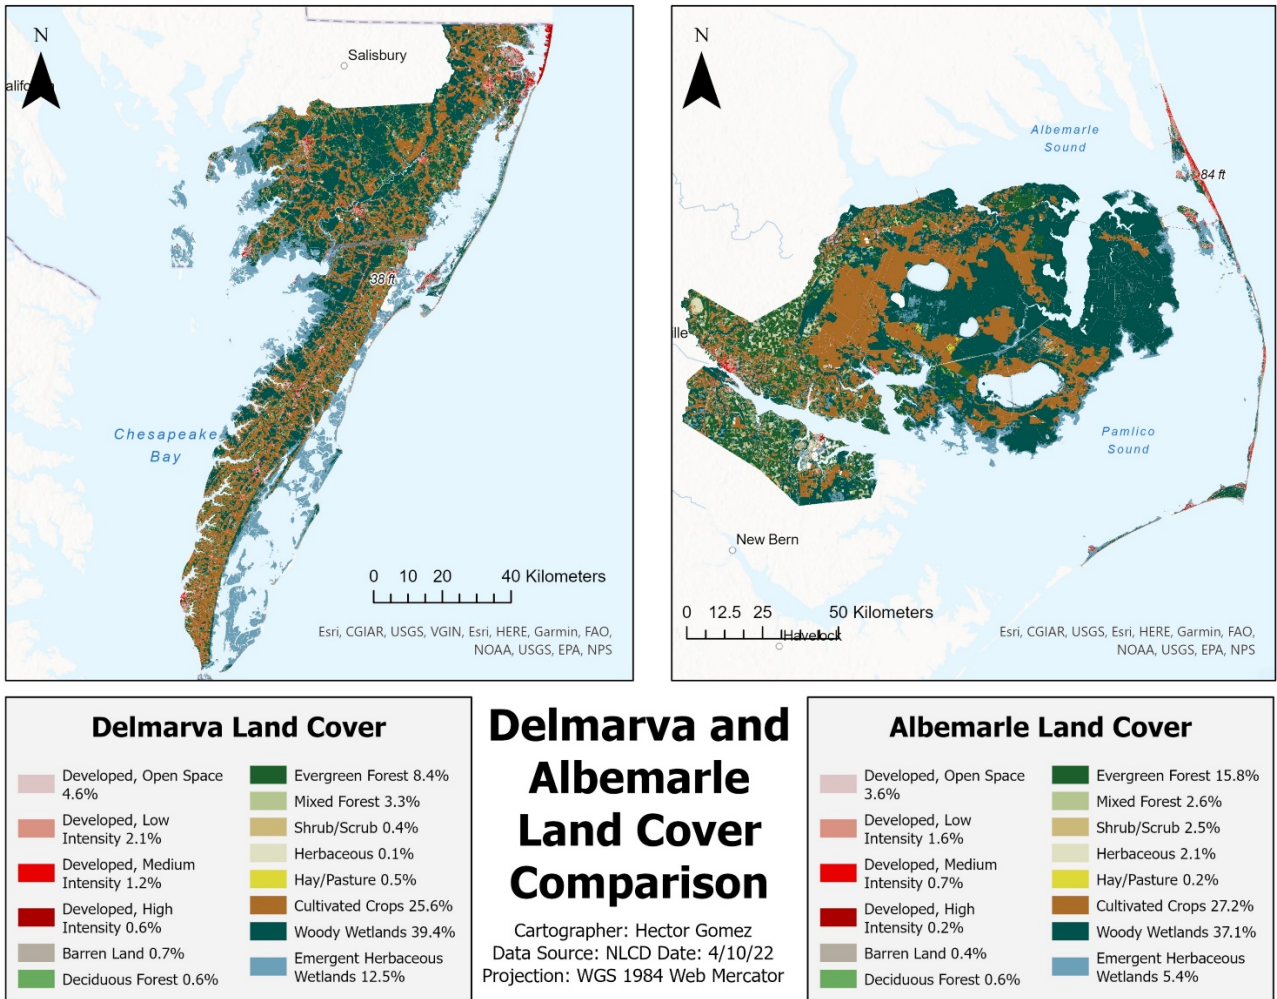 N
Salisbury
alifo
38 ft
Chesapeake
Bay
0 10 20 40 Kilometers
Esri, CGIAR, USGS, VGIN, Esri, HERE, Garmin, FAO,
NOAA, USGS, EPA, NPS
N
Albemarle
Sound
84 ft
lle
Pamlico
Sound
New Bern
0 12.5 25 50 Kilometers
Havelock
Esri, CGIAR, USGS, Esri, HERE, Garmin, FAO,
NOAA, USGS, EPA, NPS
Delmarva Land Cover
Developed, Open Space
4.6%
Developed, Low
Intensity 2.1%
Developed, Medium
Intensity 1.2%
Developed, High
Intensity 0.6%
Barren Land 0.7%
Deciduous Forest 0.6%
Evergreen Forest 8.4%
Mixed Forest 3.3%
Shrub/Scrub 0.4%
Herbaceous 0.1%
Hay/Pasture 0.5%
Cultivated Crops 25.6%
Woody Wetlands 39.4%
Emergent Herbaceous
Wetlands 12.5%
Delmarva and
Albemarle
Land Cover
Comparison
Cartographer: Hector Gomez
Data Source: NLCD Date: 4/10/22
Projection: WGS 1984 Web Mercator
Albemarle Land Cover
Developed, Open Space
3.6%
Developed, Low
Intensity 1.6%
Developed, Medium
Intensity 0.7%
Developed, High
Intensity 0.2%
Barren Land 0.4%
Deciduous Forest 0.6%
Evergreen Forest 15.8%
Mixed Forest 2.6%
Shrub/Scrub 2.5%
Herbaceous 2.1%
Hay/Pasture 0.2%
Cultivated Crops 27.2%
Woody Wetlands 37.1%
Emergent Herbaceous
Wetlands 5.4%